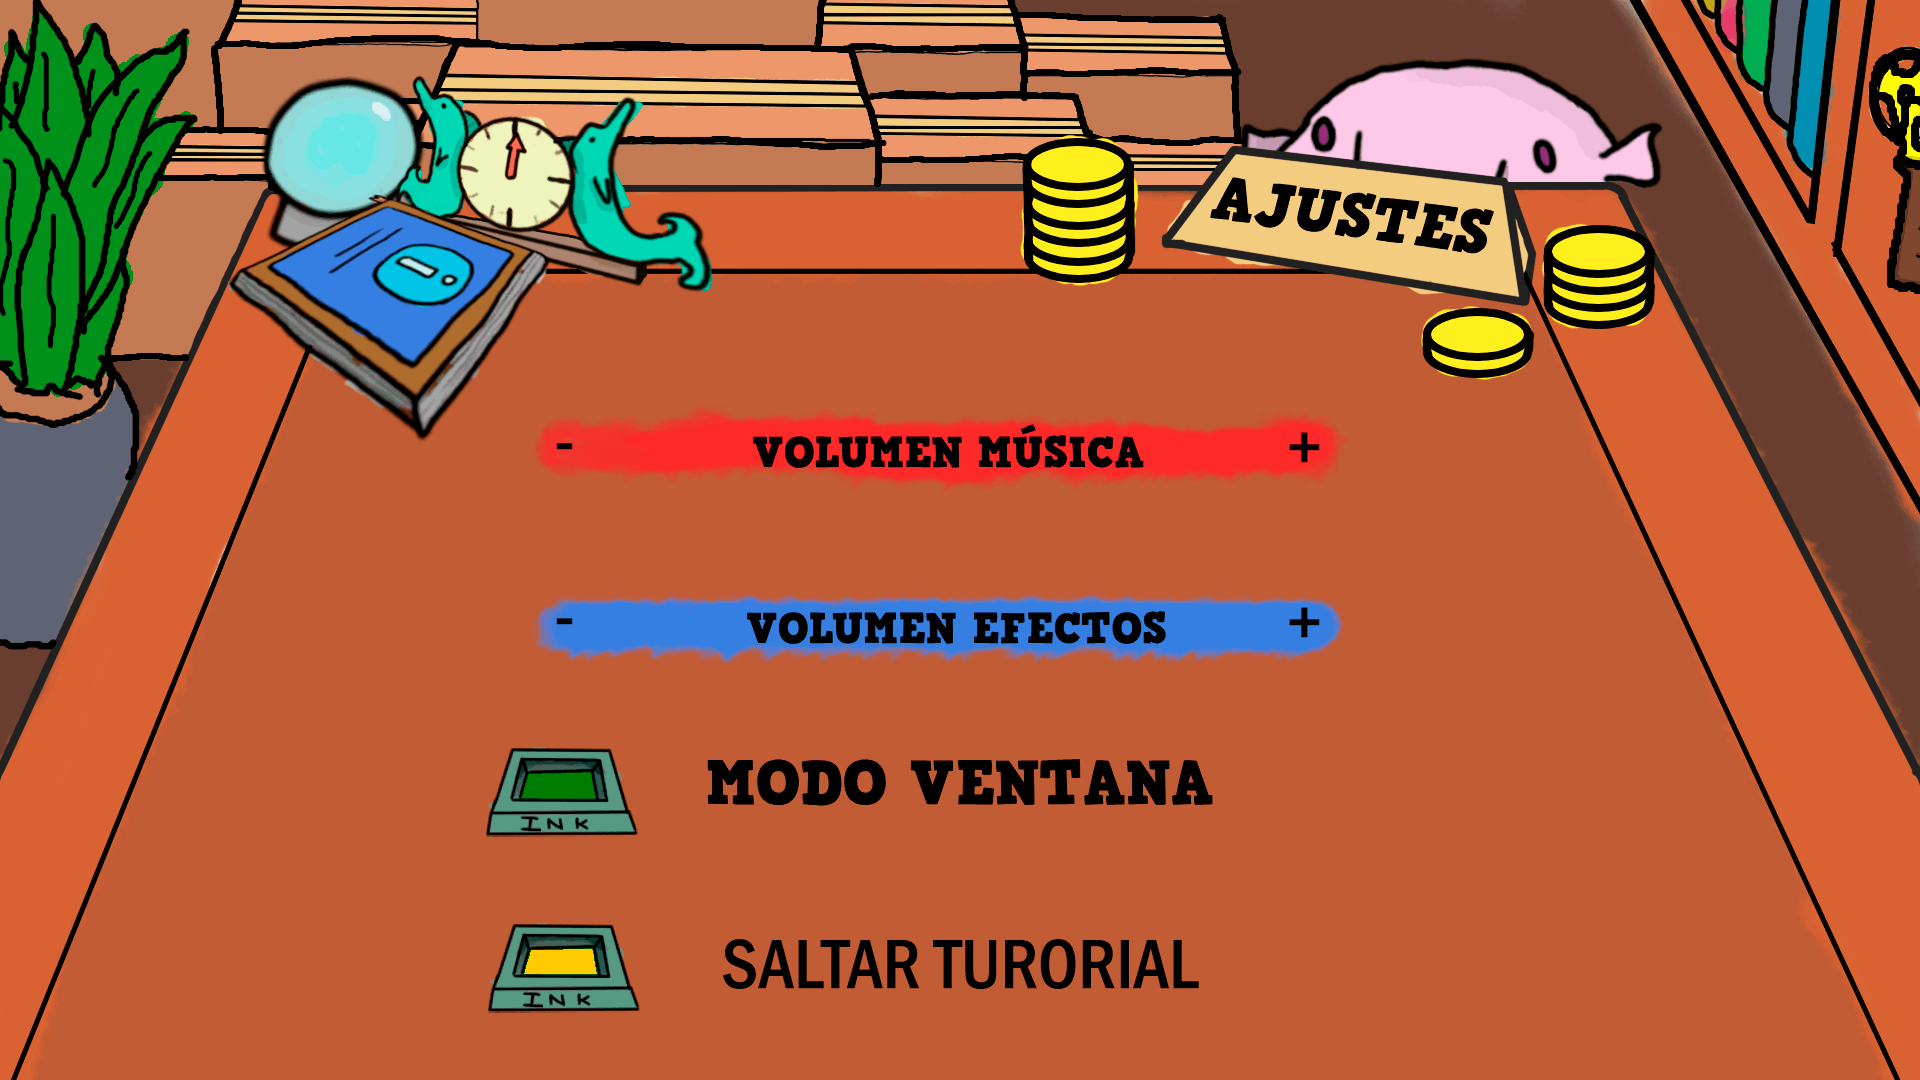 AJUSTES
- VOLUMEN MÚSICA +
- VOLUMEN EFECTOS +
MODO VENTANA
INK
SALTAR TURORIAL
INK